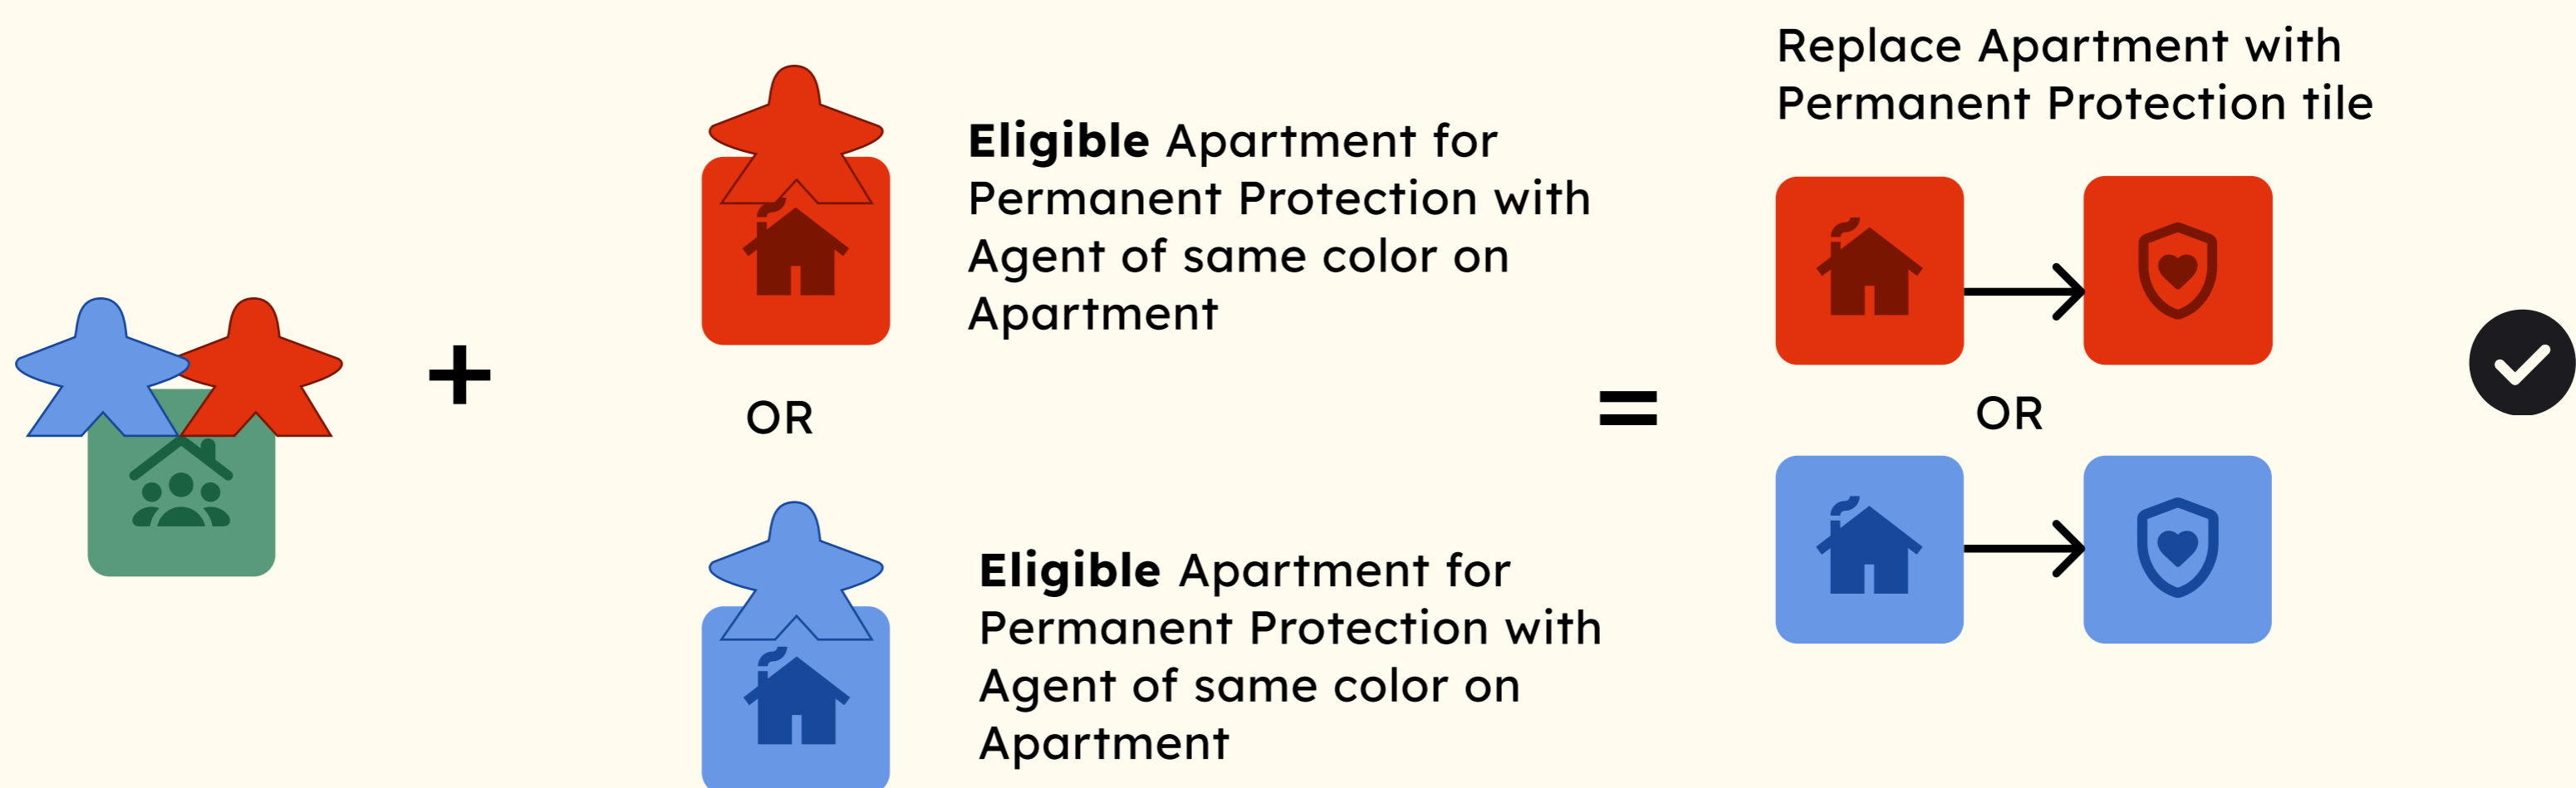 Replace Apartment with
Permanent Protection tile
Eligible Apartment for
Permanent Protection with
Agent of same color on
Apartment
+
OR
=
OR
Eligible Apartment for
Permanent Protection with
Agent of same color on
Apartment